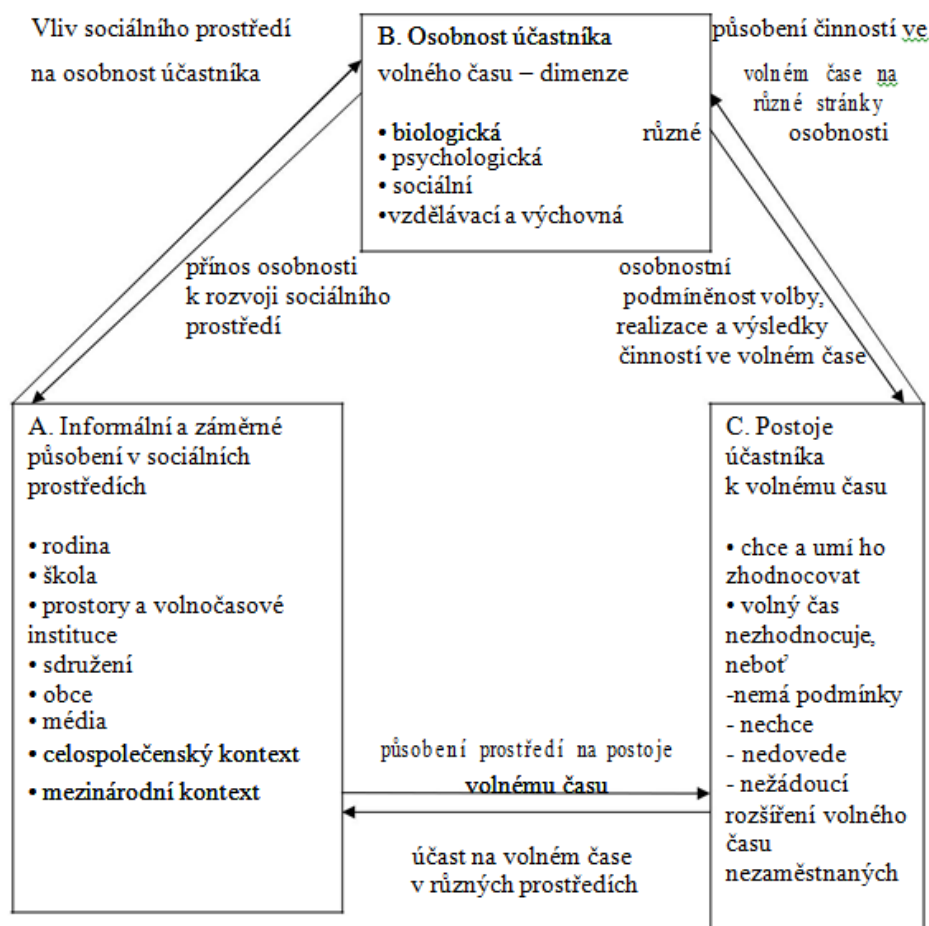 Vliv sociálního prostředí
na osobnost účastníka
B. Osobnost účastníka
volného času – dimenze
• biologická různé
• psychologická
• sociální
•vzdělávací a výchovná
působení činností ve
volném čase na
různé stránky
osobnosti
přínos osobnosti
k rozvoji sociálního
prostředí
osobnostní
podmíněnost volby,
realizace a výsledky
činností ve volném čase
A. Informální a záměrné
působení v sociálních
prostředích
• rodina
• škola
• prostory a volnočasové
instituce
• sdružení
• obce
• média
• celospolečenský kontext
• mezinárodní kontext
působení prostředí na postoje
volnému času
účast na volném čase
v různých prostředích
C. Postoje
účastníka
k volnému času
• chce a umí ho
zhodnocovat
• volný čas
nezhodnocuje,
neboť
-nemá podmínky
- nechce
- nedovede
- nežádoucí
rozšíření volného
času
nezaměstnaných